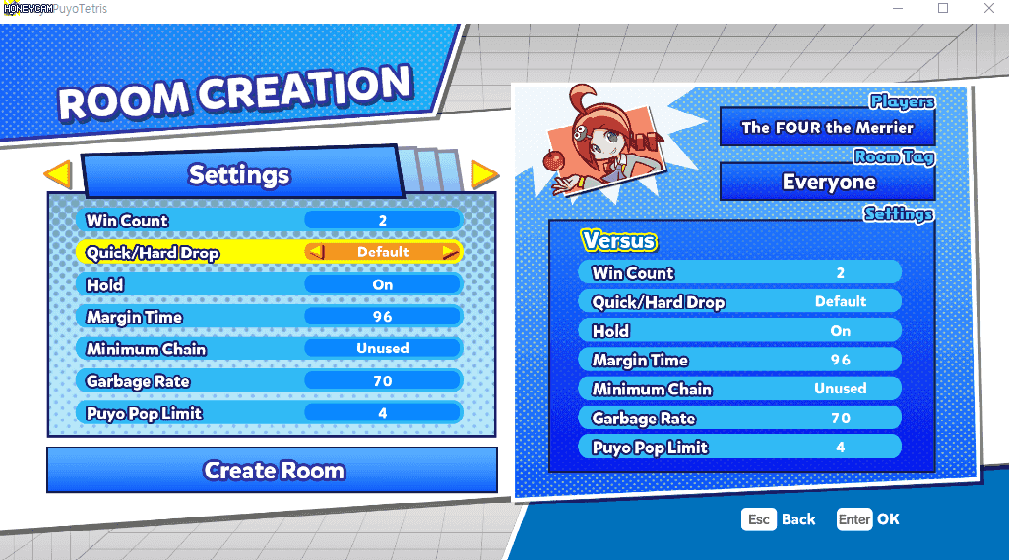 HONEYCAM PuyoTetris
ROOM CREATION
Settings
Win Count 2
Quick/Hard Drop Default
Hold On
Margin Time 96
Minimum Chain Unused
Garbage Rate 70
Puyo Pop Limit 4
Create Room
Players
The FOUR the Merrier
Room Tag
Everyone
Settings
Versus
Win Count 2
Quick/Hard Drop Default
Hold On
Margin Time 96
Minimum Chain Unused
Garbage Rate 70
Puyo Pop Limit 4
Esc Back Enter OK